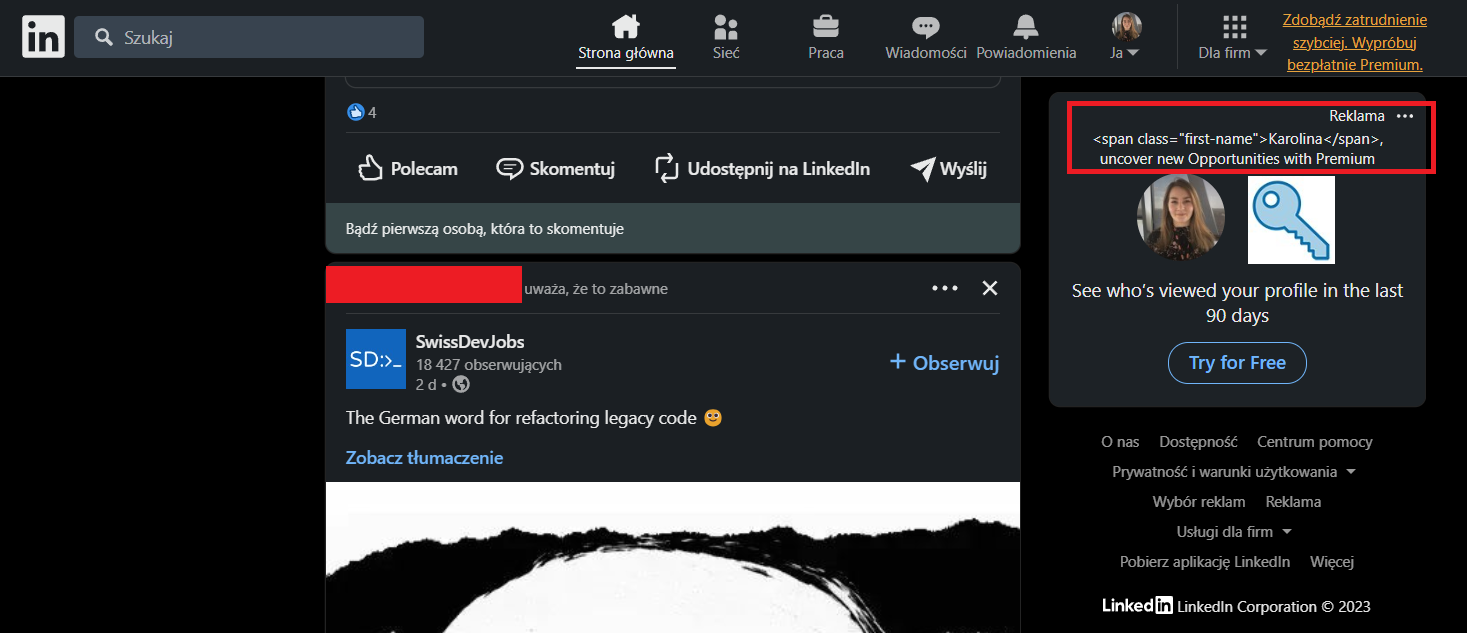 in
Szukaj
Strona główna
Sieć
Praca
Wiadomości
Powiadomienia
Ja
Dla firm
Zdobądź zatrudnienie
szybciej. Wypróbuj
bezpłatnie Premium.
4
Polecam
Skomentuj
Udostępnij na LinkedIn
Wyślij
Bądź pierwszą osobą, która to skomentuje
uważa, że to zabawne
SD:>_
SwissDevJobs
18 427 obserwujących
2 d •
+ Obserwuj
The German word for refactoring legacy code
Zobacz tłumaczenie
Reklama
<span class="first-name">Karolina</span>,
uncover new Opportunities with Premium
See who's viewed your profile in the last
90 days
Try for Free
O nas Dostępność Centrum pomocy
Prywatność i warunki użytkowania
Wybór reklam Reklama
Usługi dla firm
Pobierz aplikację LinkedIn Więcej
LinkedIn LinkedIn Corporation © 2023